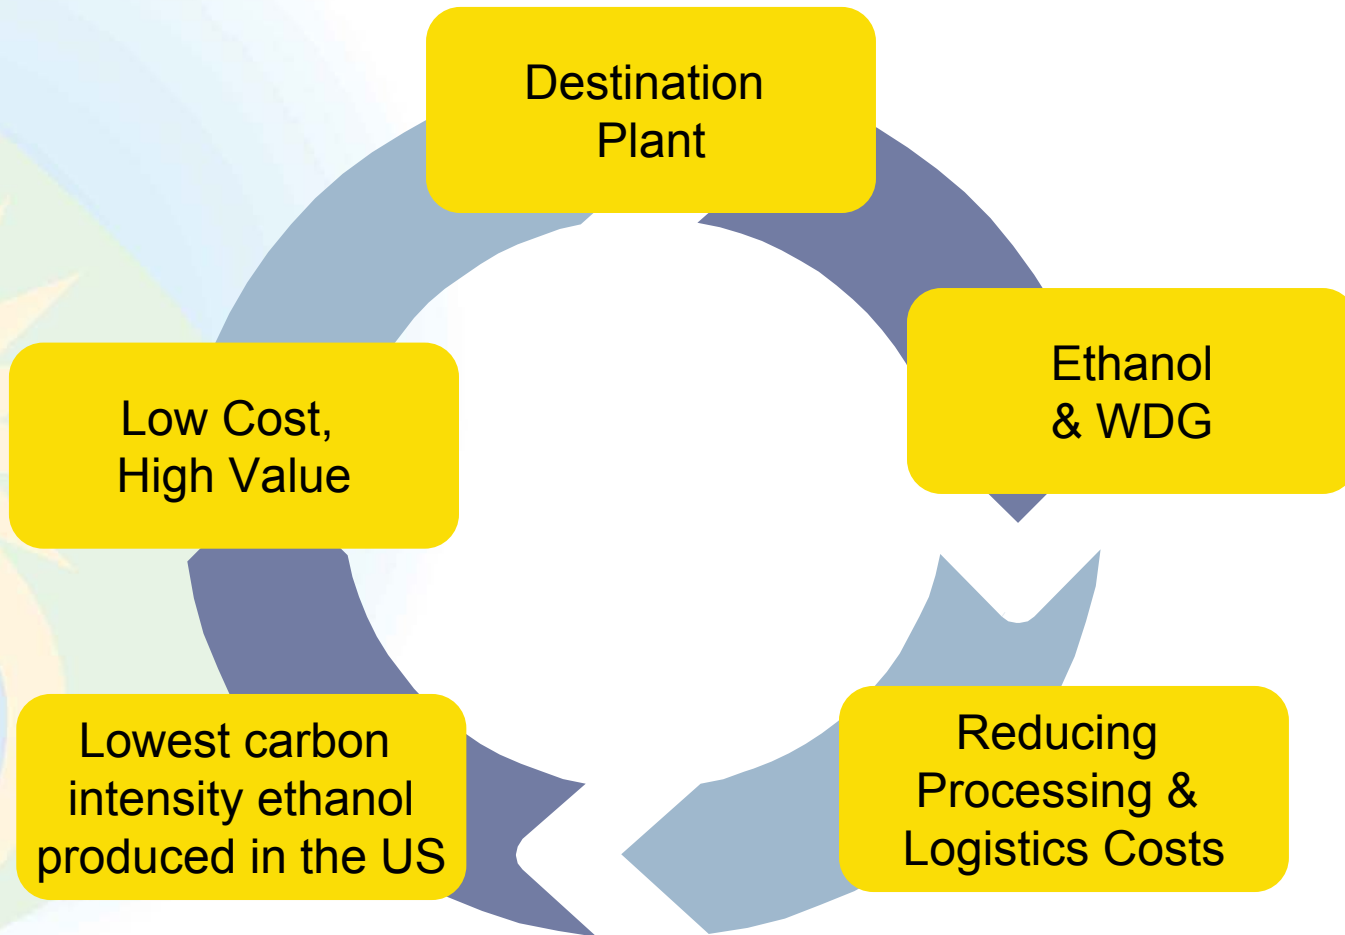 Destination
Plant
Ethanol
& WDG
Reducing
Processing &
Logistics Costs
Lowest carbon
intensity ethanol
produced in the US
Low Cost,
High Value